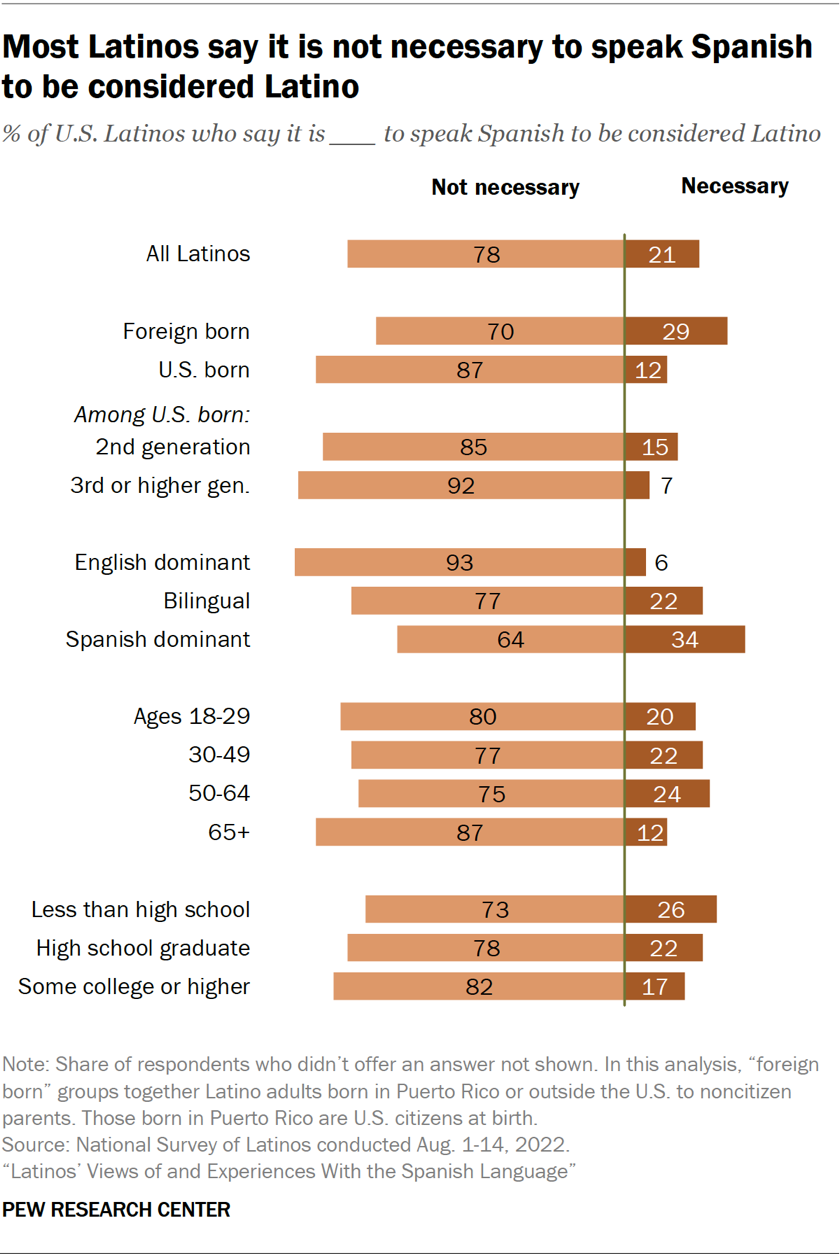 Most Latinos say it is not necessary to speak Spanish
to be considered Latino
% of U.S. Latinos who say it is ___ to speak Spanish to be considered Latino
Not necessary Necessary
All Latinos 78 21
Foreign born 70 29
U.S. born 87 12
Among U.S. born:
2nd generation 85 15
3rd or higher gen. 92 7
English dominant 93 6
Bilingual 77 22
Spanish dominant 64 34
Ages 18-29 80 20
30-49 77 22
50-64 75 24
65+ 87 12
Less than high school 73 26
High school graduate 78 22
Some college or higher 82 17
Note: Share of respondents who didn’t offer an answer not shown. In this analysis, “foreign
born” groups together Latino adults born in Puerto Rico or outside the U.S. to noncitizen
parents. Those born in Puerto Rico are U.S. citizens at birth.
Source: National Survey of Latinos conducted Aug. 1-14, 2022.
“Latinos’ Views of and Experiences With the Spanish Language”
PEW RESEARCH CENTER